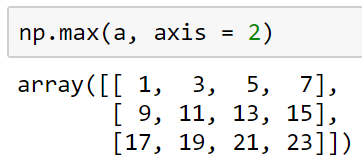 np.max(a, axis = 2)
array([[ 1,  3,  5,  7],
       [ 9, 11, 13, 15],
       [17, 19, 21, 23]])